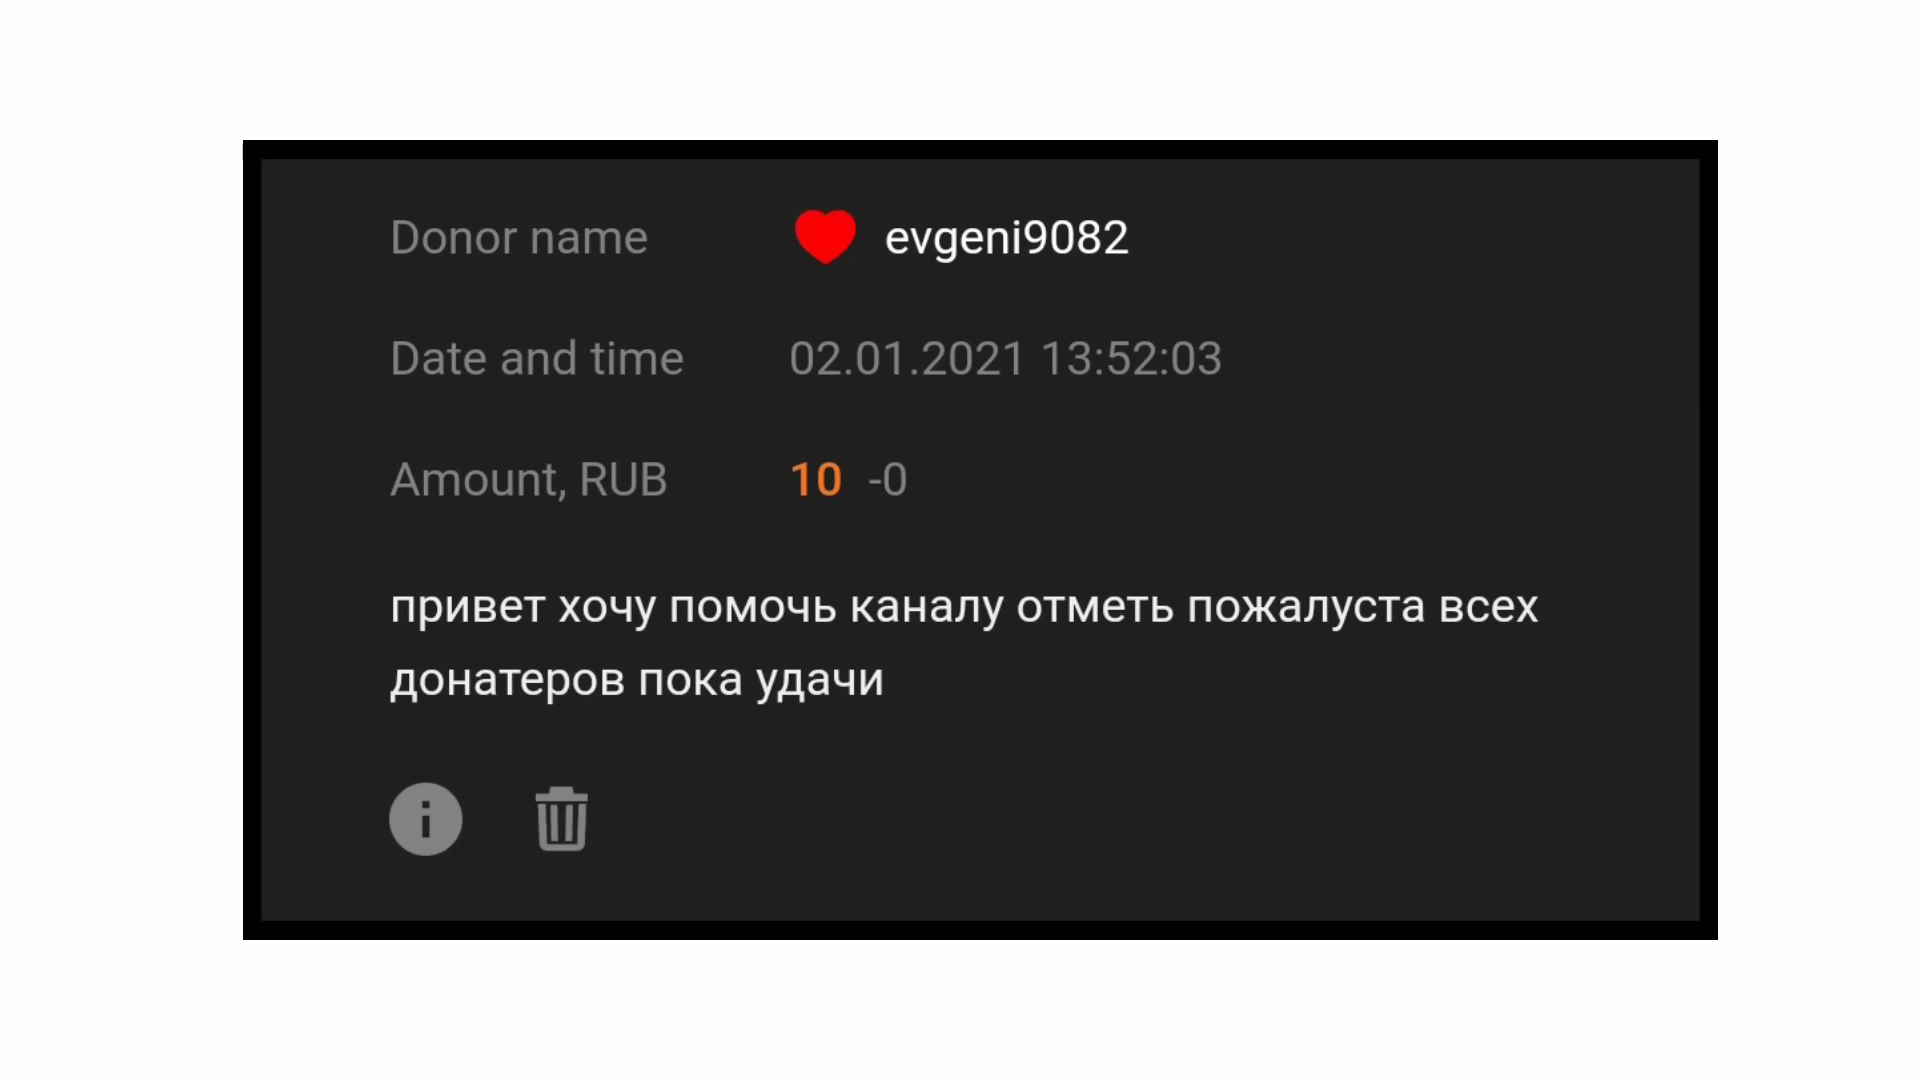 Donor name evgeni9082
Date and time 02.01.2021 13:52:03
Amount, RUB 10 -0
привет хочу помочь каналу отметь пожалуста всех
донатеров пока удачи